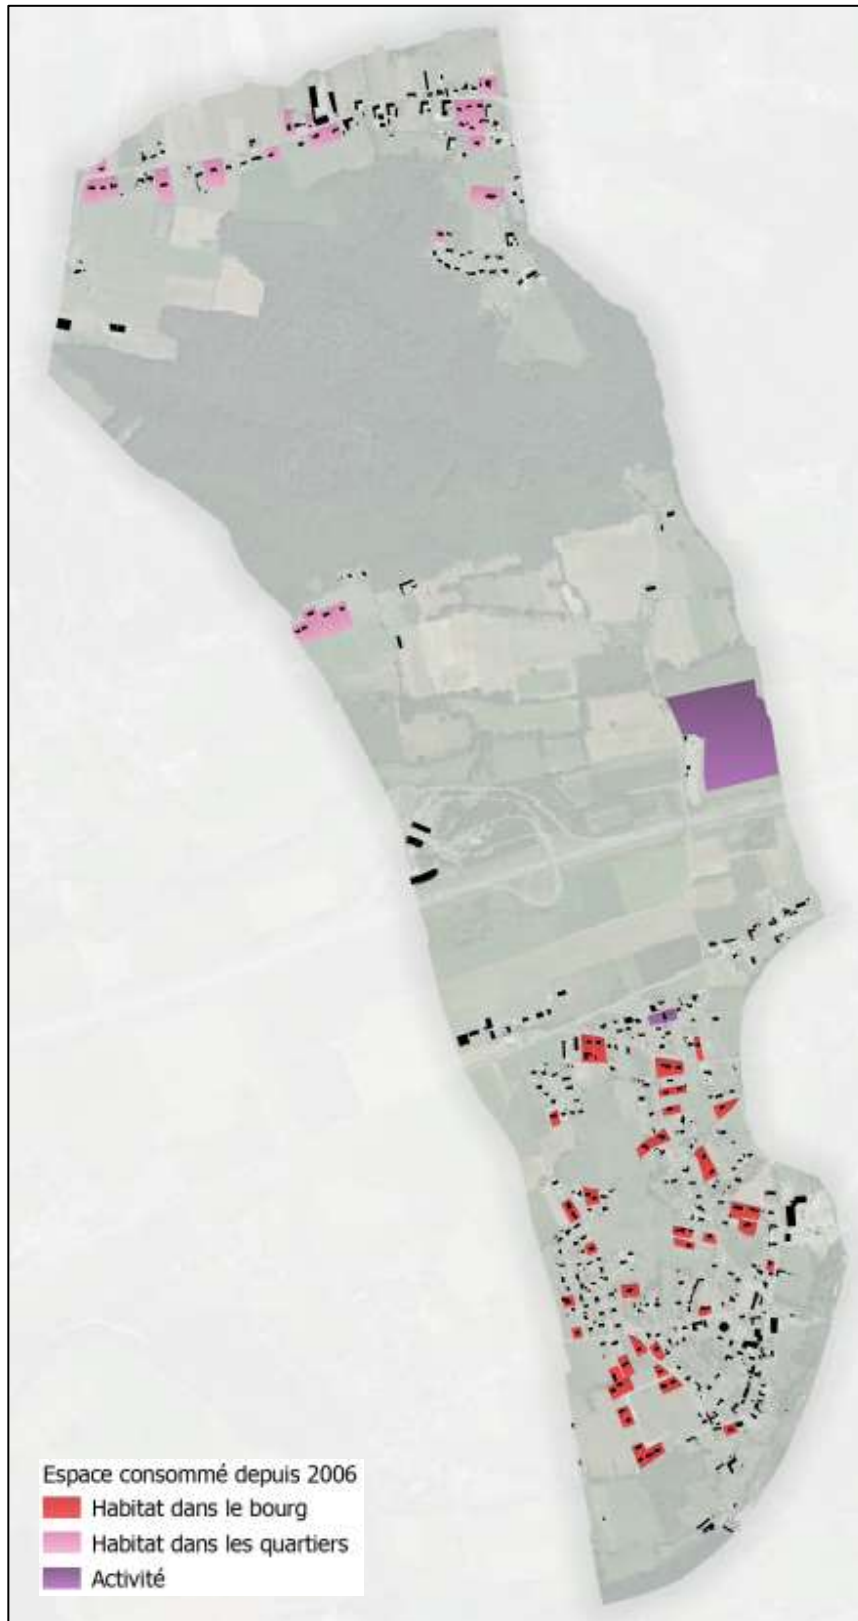 Espace consommé depuis 2006
Habitat dans le bourg
Habitat dans les quartiers
Activité